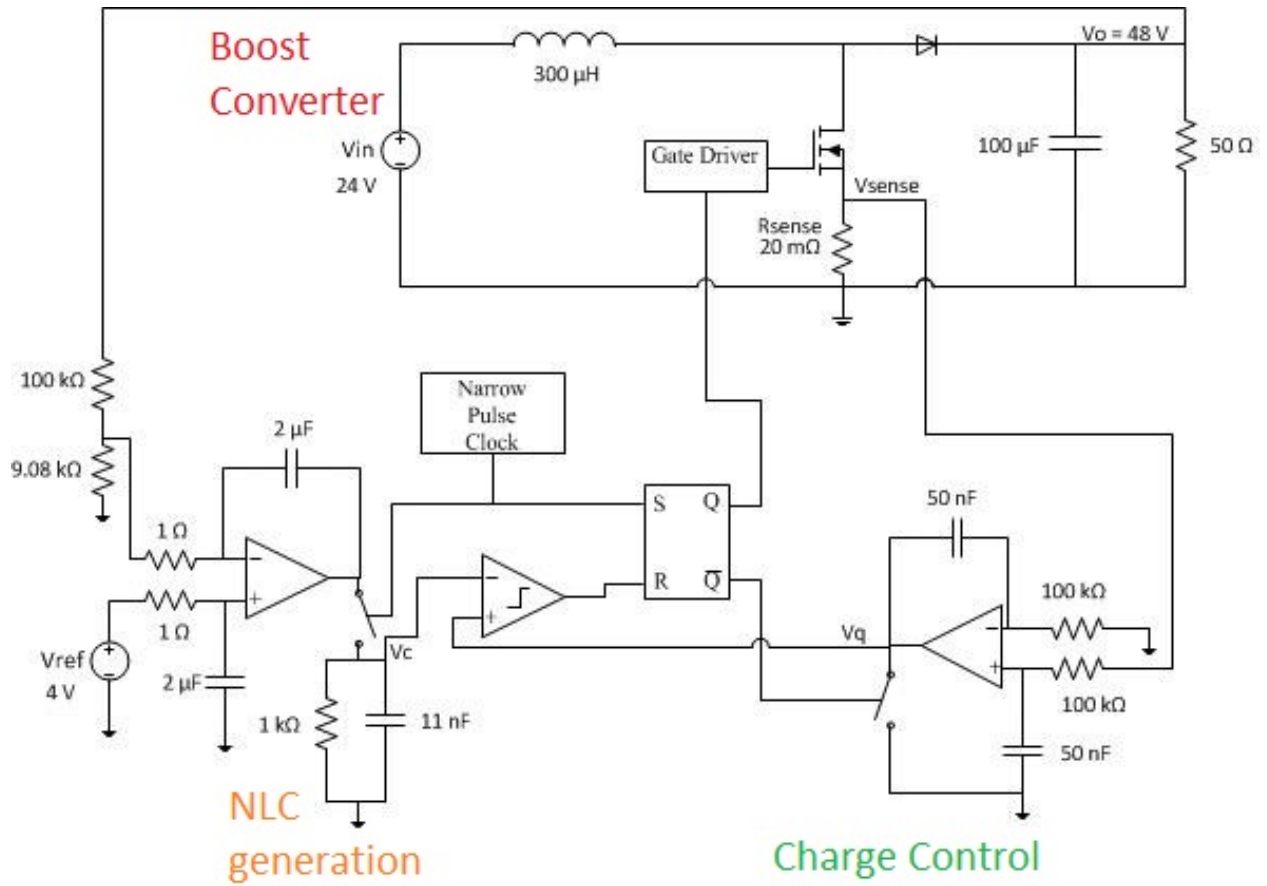 Boost
Converter
300 µH
Vo = 48 V
Vin
24 V
Gate Driver
100 µF
50 Ω
Vsense
Rsense
20 mΩ
100 kΩ
Narrow
Pulse
Clock
2 µF
9.08 kΩ
S Q
50 nF
1 Ω
R Q̅
100 kΩ
1 Ω
Vc
Vq
Vref
4 V
2 µF
100 kΩ
1 kΩ
11 nF
50 nF
NLC
generation
Charge Control